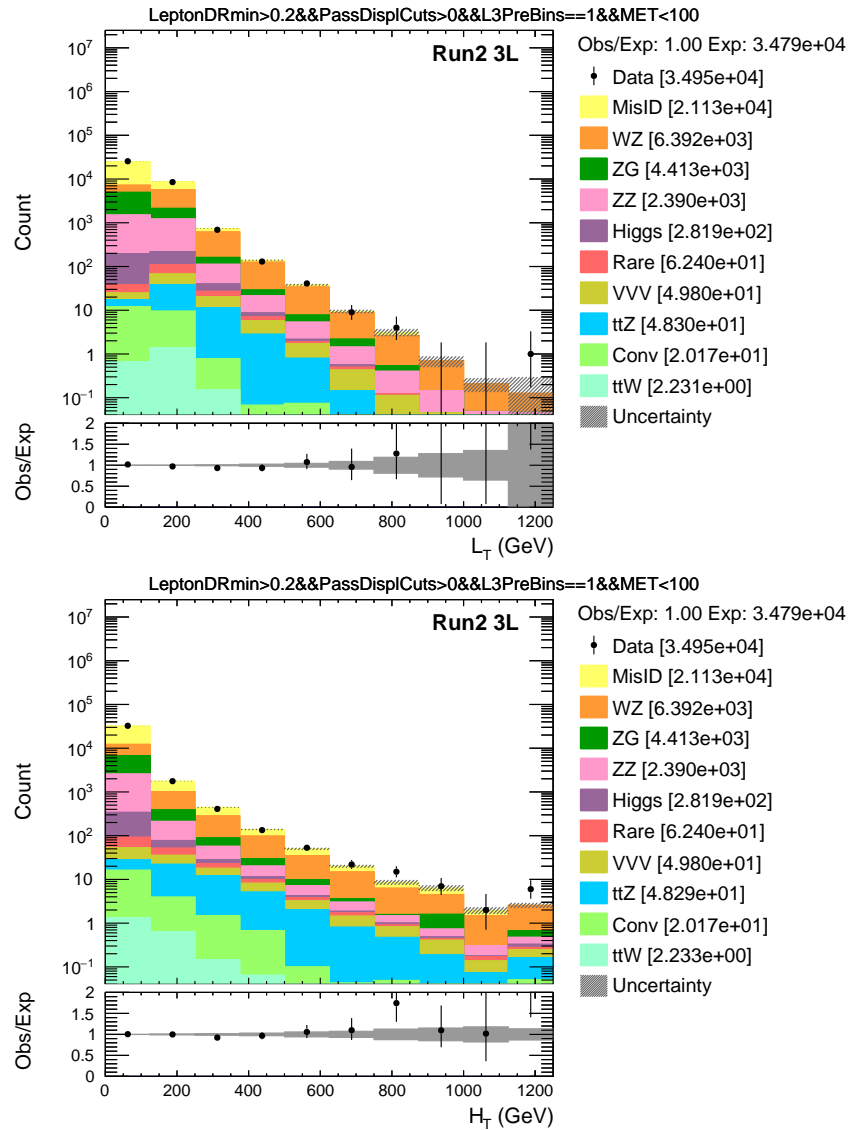 LeptonDRmin>0.2&&PassDisplCuts>0&&L3PreBins==1&&MET<100
Run2 3L
Obs/Exp: 1.00 Exp: 3.479e+04
Data [3.495e+04]
MisID [2.113e+04]
WZ [6.392e+03]
ZG [4.413e+03]
ZZ [2.390e+03]
Higgs [2.819e+02]
Rare [6.240e+01]
VVV [4.980e+01]
ttZ [4.830e+01]
Conv [2.017e+01]
ttW [2.231e+00]
Uncertainty
Count
10^7
10^6
10^5
10^4
10^3
10^2
10
1
10^-1
Obs/Exp
2
1.5
1
0.5
0
0 200 400 600 800 1000 1200
L_T (GeV)
LeptonDRmin>0.2&&PassDisplCuts>0&&L3PreBins==1&&MET<100
Run2 3L
Obs/Exp: 1.00 Exp: 3.479e+04
Data [3.495e+04]
MisID [2.113e+04]
WZ [6.392e+03]
ZG [4.413e+03]
ZZ [2.390e+03]
Higgs [2.819e+02]
Rare [6.240e+01]
VVV [4.980e+01]
ttZ [4.829e+01]
Conv [2.017e+01]
ttW [2.233e+00]
Uncertainty
Count
10^7
10^6
10^5
10^4
10^3
10^2
10
1
10^-1
Obs/Exp
2
1.5
1
0.5
0
0 200 400 600 800 1000 1200
H_T (GeV)